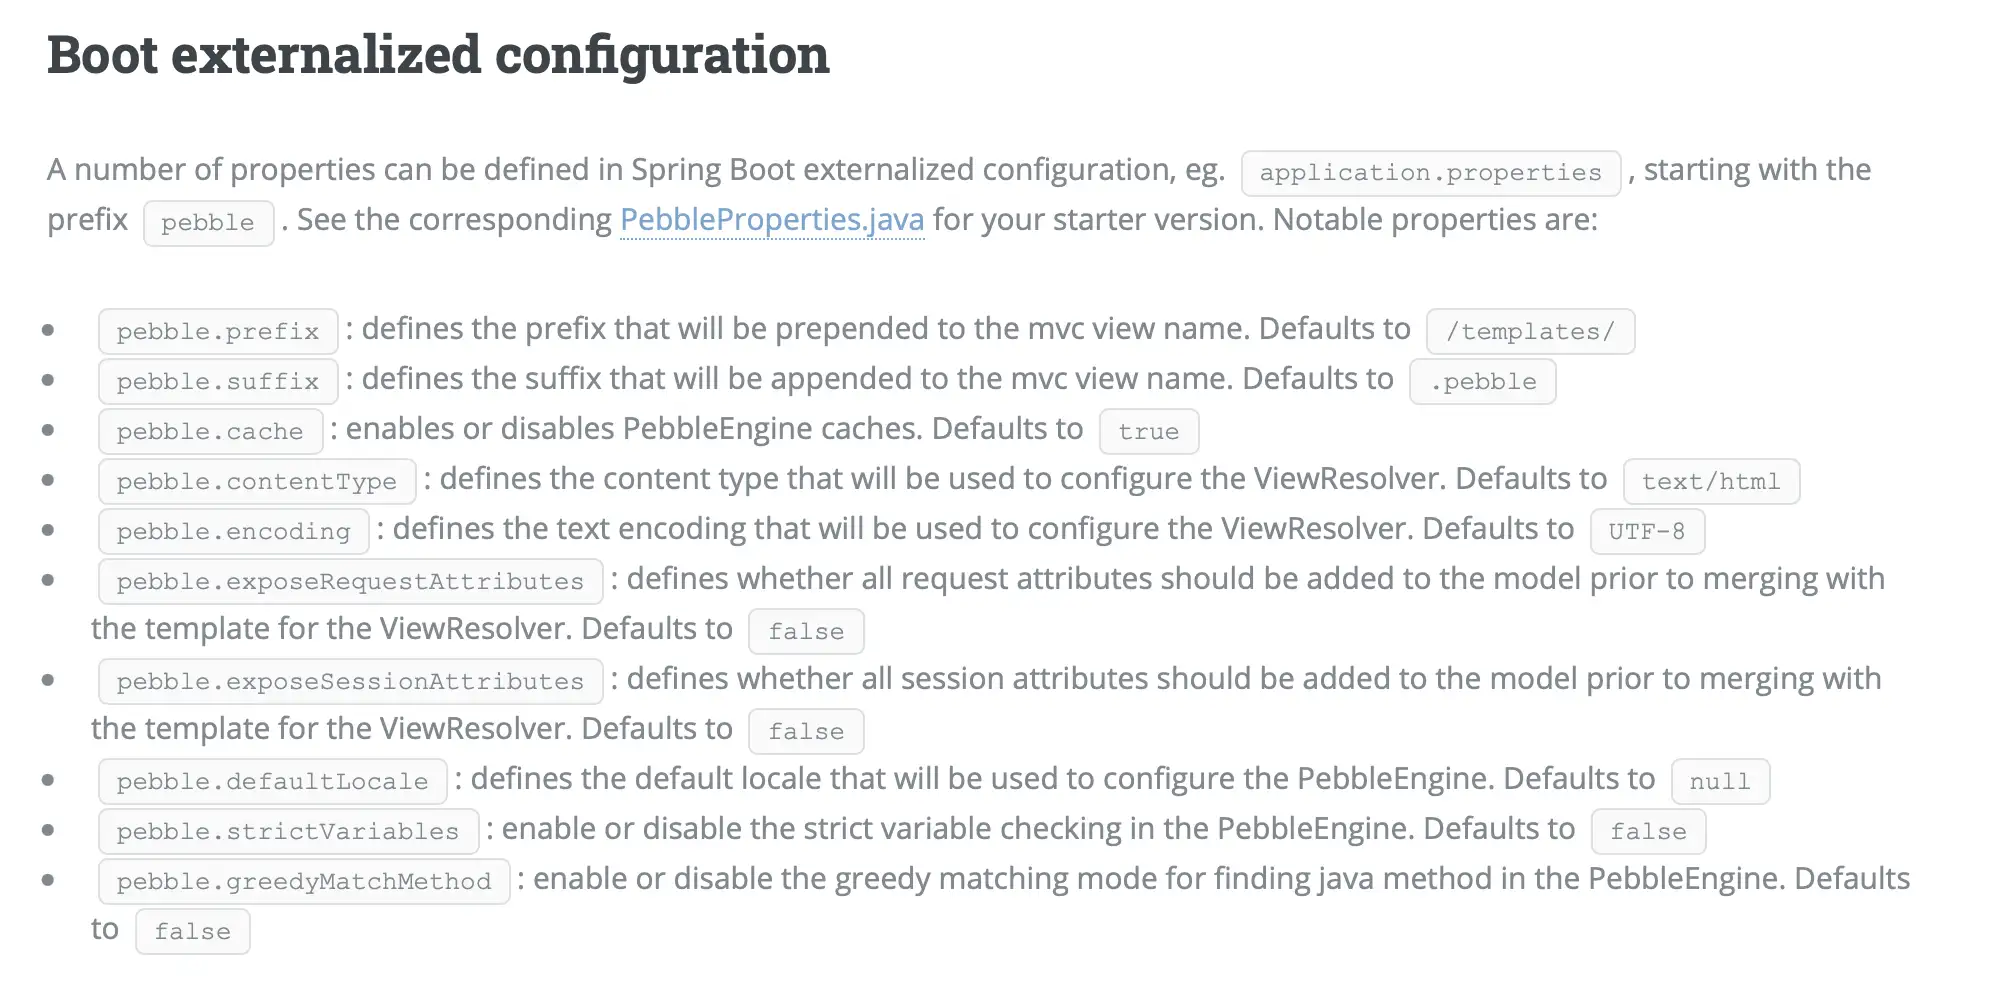 Boot externalized configuration
A number of properties can be defined in Spring Boot externalized configuration, eg. application.properties , starting with the
prefix pebble . See the corresponding PebbleProperties.java for your starter version. Notable properties are:
• pebble.prefix : defines the prefix that will be prepended to the mvc view name. Defaults to /templates/
• pebble.suffix : defines the suffix that will be appended to the mvc view name. Defaults to .pebble
• pebble.cache : enables or disables PebbleEngine caches. Defaults to true
• pebble.contentType : defines the content type that will be used to configure the ViewResolver. Defaults to text/html
• pebble.encoding : defines the text encoding that will be used to configure the ViewResolver. Defaults to UTF-8
• pebble.exposeRequestAttributes : defines whether all request attributes should be added to the model prior to merging with
the template for the ViewResolver. Defaults to false
• pebble.exposeSessionAttributes : defines whether all session attributes should be added to the model prior to merging with
the template for the ViewResolver. Defaults to false
• pebble.defaultLocale : defines the default locale that will be used to configure the PebbleEngine. Defaults to null
• pebble.strictVariables : enable or disable the strict variable checking in the PebbleEngine. Defaults to false
• pebble.greedyMatchMethod : enable or disable the greedy matching mode for finding java method in the PebbleEngine. Defaults
to false